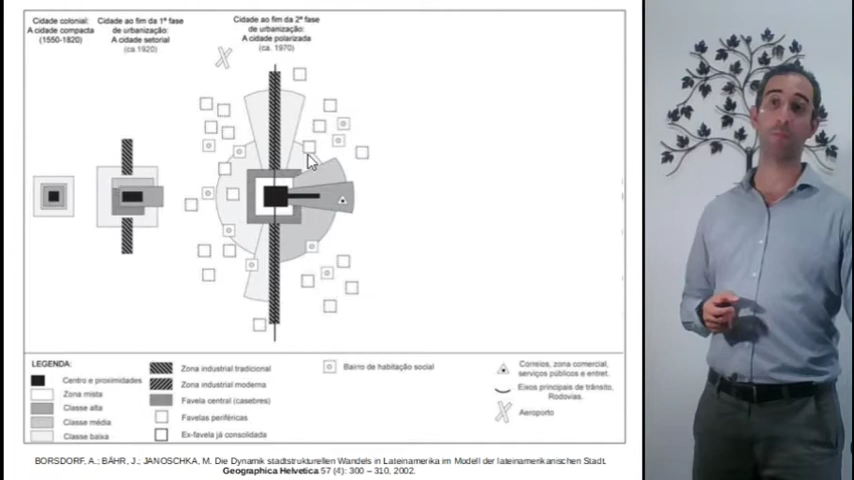 Cidade colonial:
A cidade compacta
(1550-1820)
Cidade ao fim da 1ª fase
de urbanização:
A cidade setorial
(ca.1920)
Cidade ao fim da 2ª fase
de urbanização:
A cidade polarizada
(ca. 1970)
LEGENDA:
Centro e proximidades
Zona mista
Classe alta
Classe média
Classe baixa
Zona industrial tradicional
Zona industrial moderna
Favela central (casebres)
Favelas periféricas
Ex-favela já consolidada
Bairro de habitação social
Correios, zona comercial,
serviços públicos e entret.
Eixos principais de trânsito,
Rodovias.
Aeroporto
BORSDORF, A.; BÄHR, J.; JANOSCHKA, M. Die Dynamik stadtstrukturellen Wandels in Lateinamerika im Modell der lateinamerikanischen Stadt.
Geographica Helvetica 57 (4): 300 – 310, 2002.